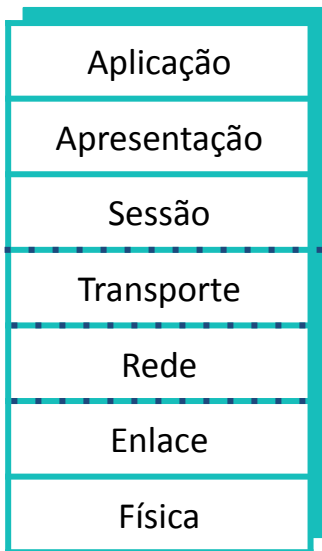 Aplicação
Apresentação
Sessão
Transporte
Rede
Enlace
Física